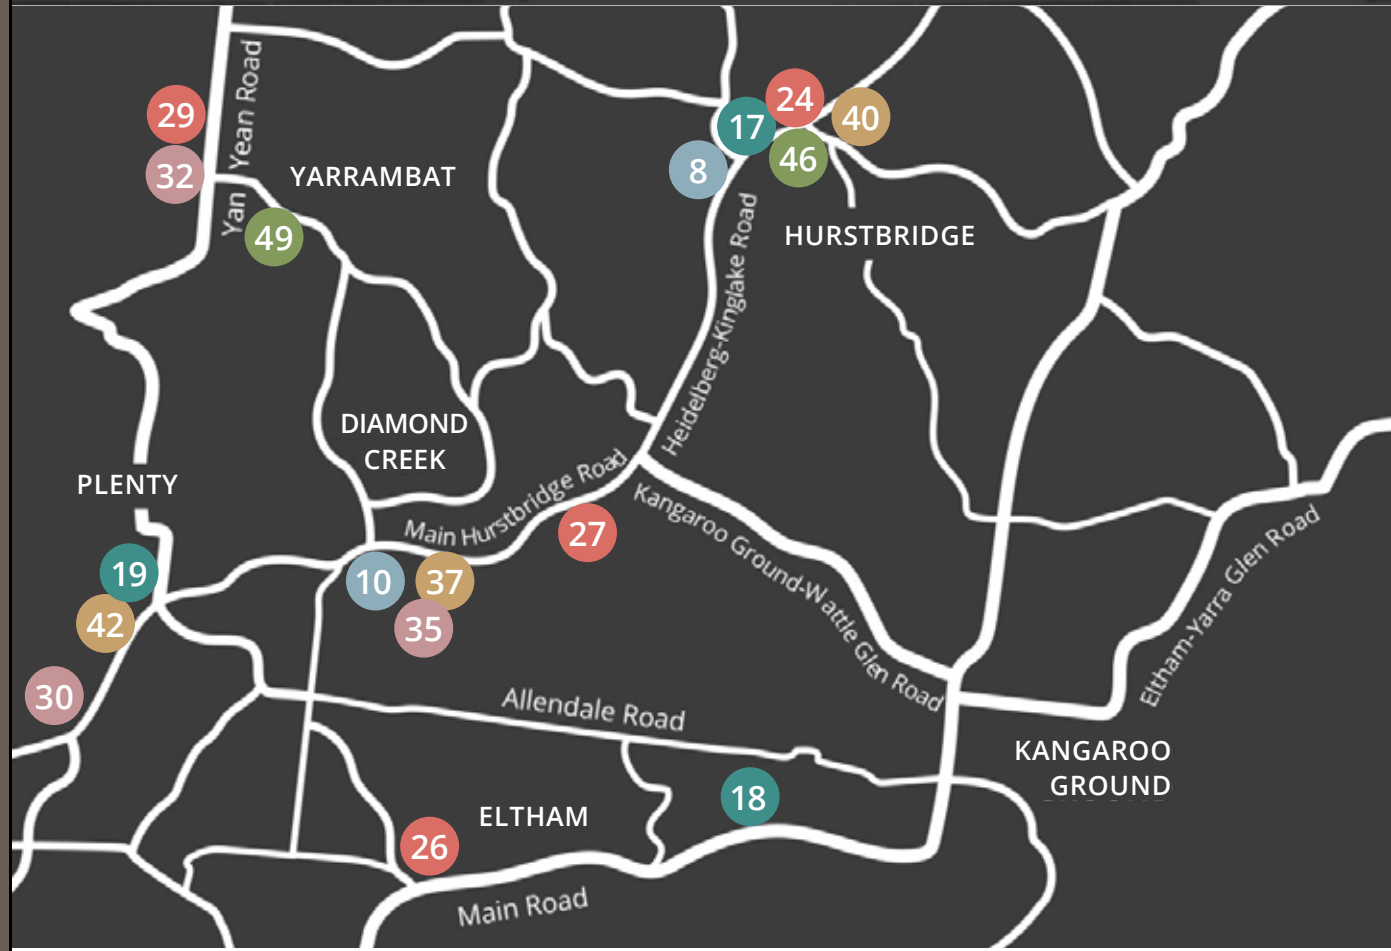 29
32
Yan Yean Road
YARRAMBAT
49
24
17
40
46
8
HURSTBRIDGE
Heidelberg-Kinglake Road
DIAMOND
CREEK
PLENTY
Main Hurstbridge Road
27
Kangaroo Ground-Wattle Glen Road
Eltham-Yarra Glen Road
19
10
37
42
35
30
Allendale Road
KANGAROO
GROUND
18
ELTHAM
26
Main Road